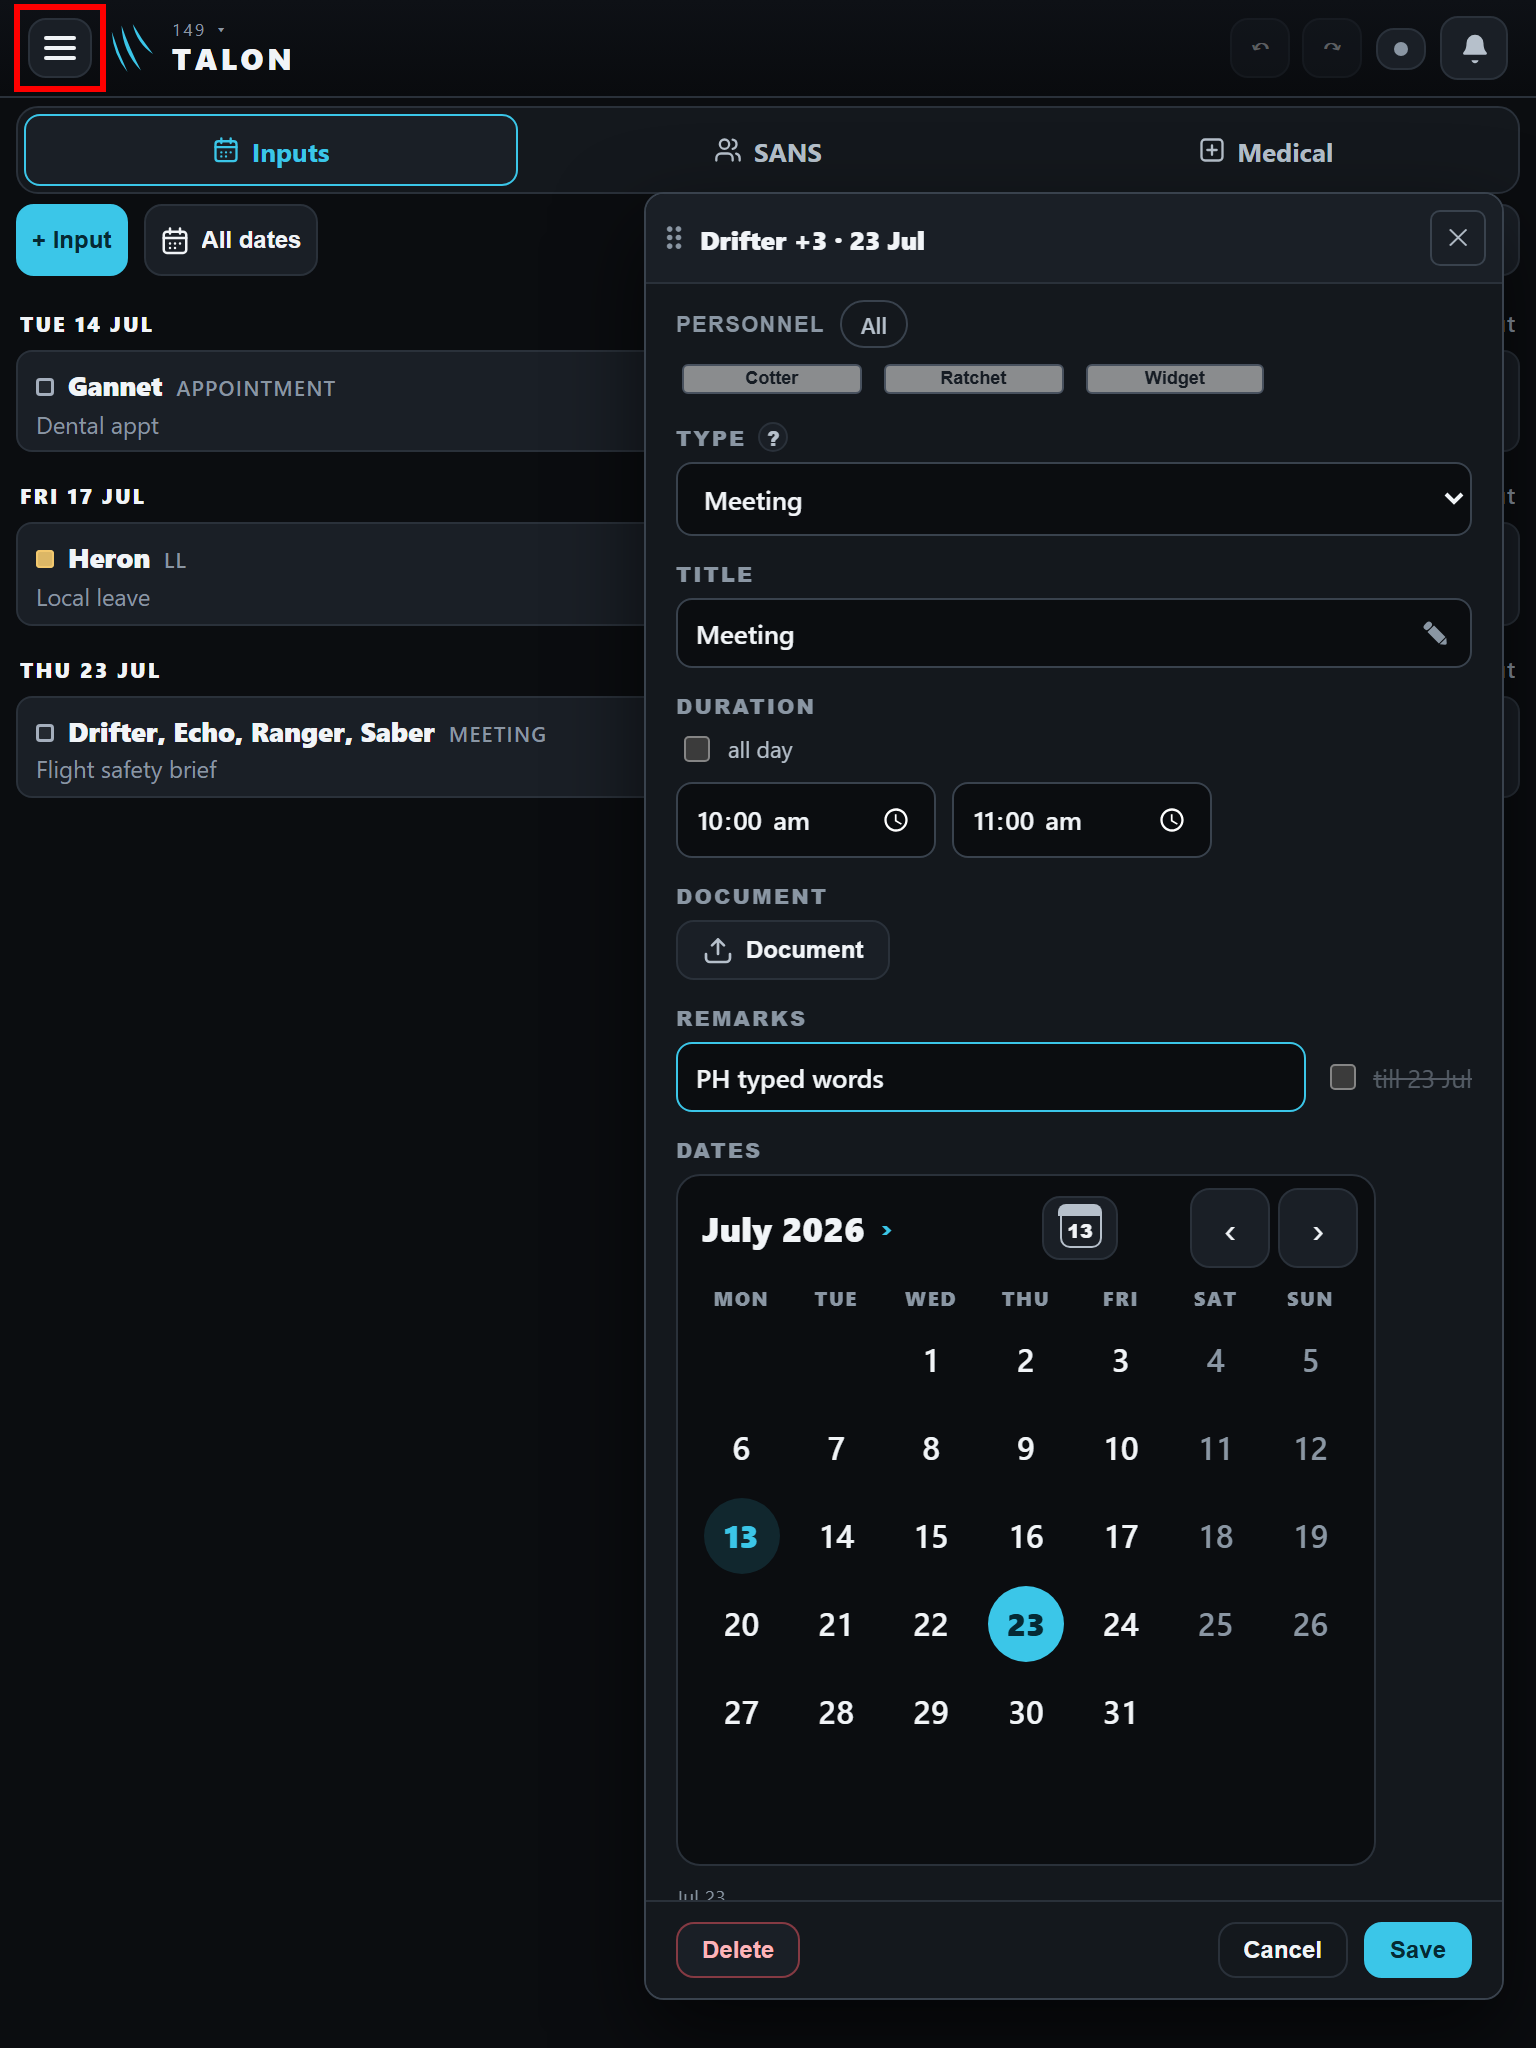 149
TALON
Inputs
SANS
Medical
+ Input
All dates
TUE 14 JUL
Gannet APPOINTMENT
Dental appt
FRI 17 JUL
Heron LL
Local leave
THU 23 JUL
Drifter, Echo, Ranger, Saber MEETING
Flight safety brief
Drifter +3 · 23 Jul
PERSONNEL All
Cotter Ratchet Widget
TYPE ?
Meeting
TITLE
Meeting
DURATION
all day
10:00 am 11:00 am
DOCUMENT
Document
REMARKS
PH typed words till 23 Jul
DATES
July 2026 › 13 ‹ ›
MON TUE WED THU FRI SAT SUN
1 2 3 4 5
6 7 8 9 10 11 12
13 14 15 16 17 18 19
20 21 22 23 24 25 26
27 28 29 30 31
Jul 23
Delete Cancel Save